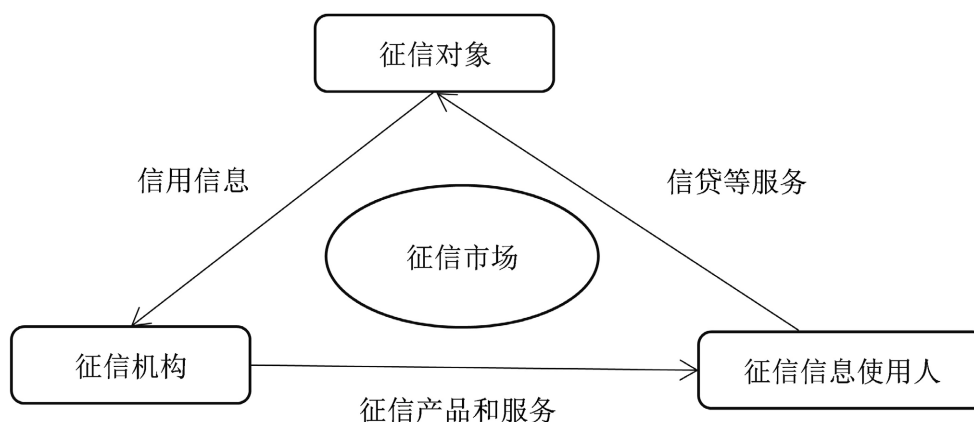 征信对象
信用信息
信贷等服务
征信市场
征信机构
征信信息使用人
征信产品和服务